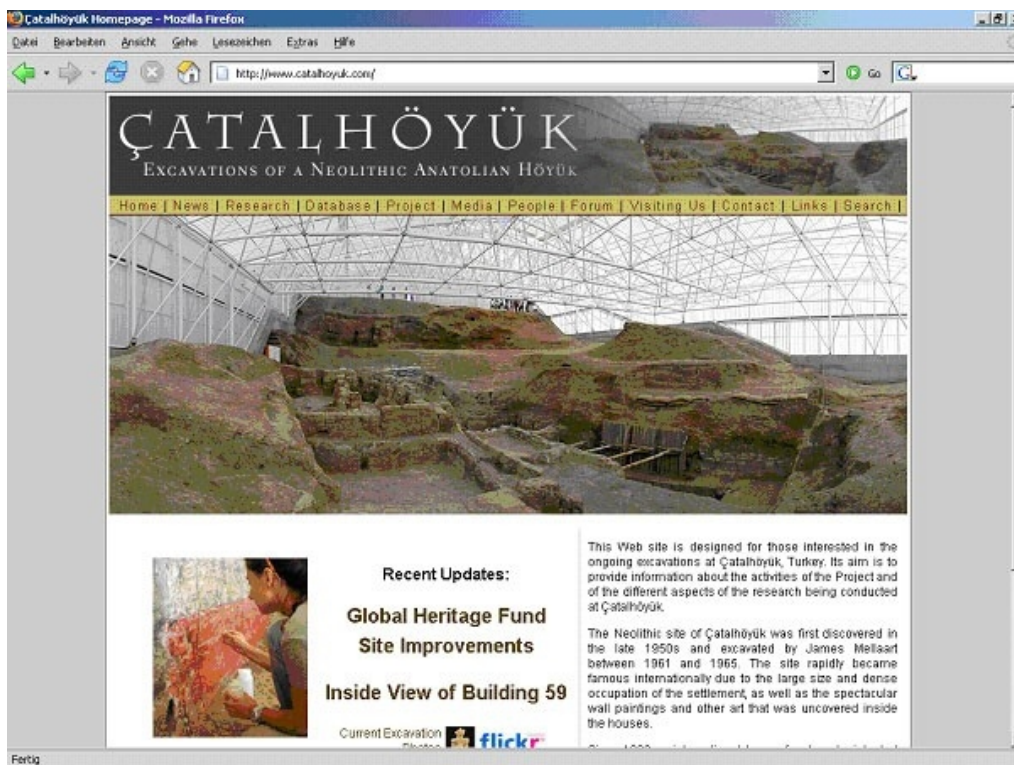 Çatalhöyük Homepage - Mozilla Firefox
Datei Bearbeiten Ansicht Gehe Lesezeichen Extras Hilfe
http://www.catalhoyuk.com/
Go
ÇATALHÖYÜK
EXCAVATIONS OF A NEOLITHIC ANATOLIAN HÖYÜK
Home | News | Research | Database | Project | Media | People | Forum | Visiting Us | Contact | Links | Search |
Recent Updates:
Global Heritage Fund
Site Improvements
Inside View of Building 59
Current Excavation
Photos
flickr
This Web site is designed for those interested in the
ongoing excavations at Çatalhöyük, Turkey. Its aim is to
provide information about the activities of the Project and
of the different aspects of the research being conducted
at Çatalhöyük.
The Neolithic site of Çatalhöyük was first discovered in
the late 1950s and excavated by James Mellaart
between 1961 and 1965. The site rapidly became
famous internationally due to the large size and dense
occupation of the settlement, as well as the spectacular
wall paintings and other art that was uncovered inside
the houses.
Fertig